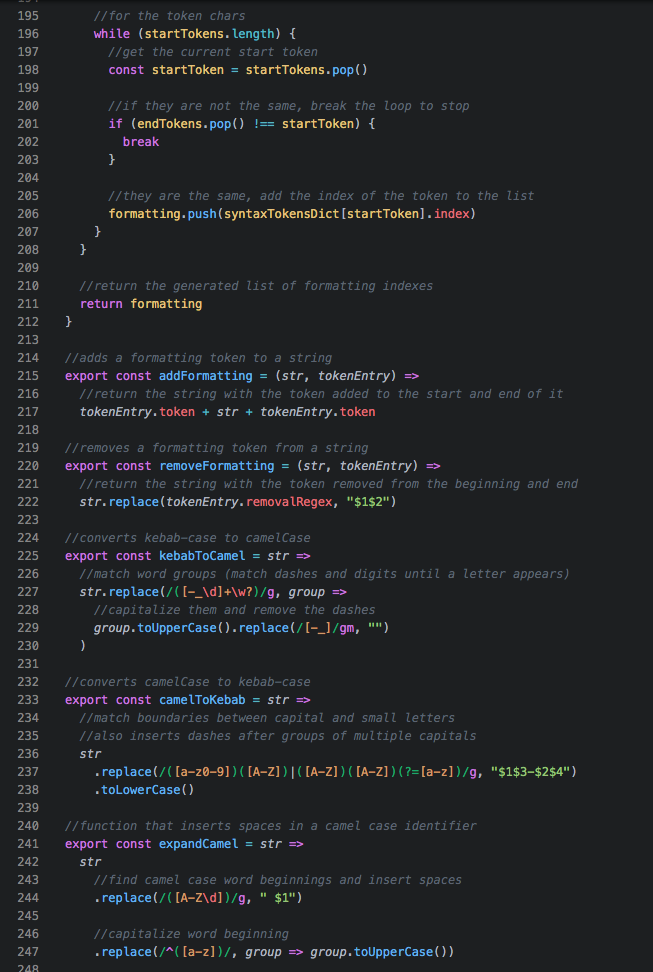 195 //for the token chars
196 while (startTokens.length) {
197 //get the current start token
198 const startToken = startTokens.pop()
199
200 //if they are not the same, break the loop to stop
201 if (endTokens.pop() !== startToken) {
202 break
203 }
204
205 //they are the same, add the index of the token to the list
206 formatting.push(syntaxTokensDict[startToken].index)
207 }
208 }
209
210 //return the generated list of formatting indexes
211 return formatting
212 }
213
214 //adds a formatting token to a string
215 export const addFormatting = (str, tokenEntry) =>
216 //return the string with the token added to the start and end of it
217 tokenEntry.token + str + tokenEntry.token
218
219 //removes a formatting token from a string
220 export const removeFormatting = (str, tokenEntry) =>
221 //return the string with the token removed from the beginning and end
222 str.replace(tokenEntry.removalRegex, "$1$2")
223
224 //converts kebab-case to camelCase
225 export const kebabToCamel = str =>
226 //match word groups (match dashes and digits until a letter appears)
227 str.replace(/([-_\d]+\w?)/g, group =>
228 //capitalize them and remove the dashes
229 group.toUpperCase().replace(/[-_]/gm, "")
230 )
231
232 //converts camelCase to kebab-case
233 export const camelToKebab = str =>
234 //match boundaries between capital and small letters
235 //also inserts dashes after groups of multiple capitals
236 str
237 .replace(/([a-z0-9])([A-Z])|([A-Z])([A-Z])(?=[a-z])/g, "$1$3-$2$4")
238 .toLowerCase()
239
240 //function that inserts spaces in a camel case identifier
241 export const expandCamel = str =>
242 str
243 //find camel case word beginnings and insert spaces
244 .replace(/([A-Z\d])/g, " $1")
245
246 //capitalize word beginning
247 .replace(/^([a-z])/, group => group.toUpperCase())
248